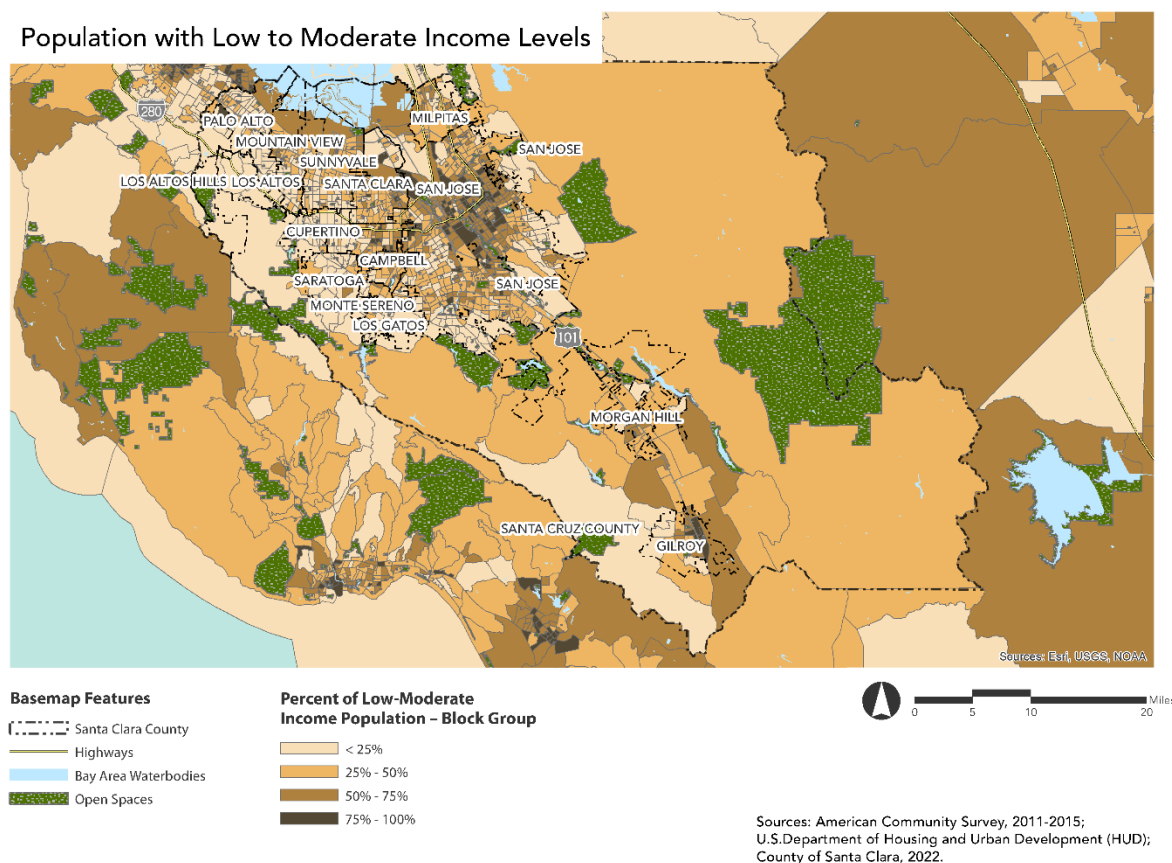 Population with Low to Moderate Income Levels
280
PALO ALTO
MILPITAS
MOUNTAIN VIEW
SAN JOSE
SUNNYVALE
LOS ALTOS HILLS
LOS ALTOS
SANTA CLARA
SAN JOSE
CUPERTINO
CAMPBELL
SARATOGA
SAN JOSE
MONTE SERENO
LOS GATOS
101
MORGAN HILL
SANTA CRUZ COUNTY
GILROY
Sources: Esri, USGS, NOAA
Basemap Features
Santa Clara County
Highways
Bay Area Waterbodies
Open Spaces
Percent of Low-Moderate
Income Population – Block Group
< 25%
25% - 50%
50% - 75%
75% - 100%
0 5 10 20 Miles
Sources: American Community Survey, 2011-2015;
U.S.Department of Housing and Urban Development (HUD);
County of Santa Clara, 2022.